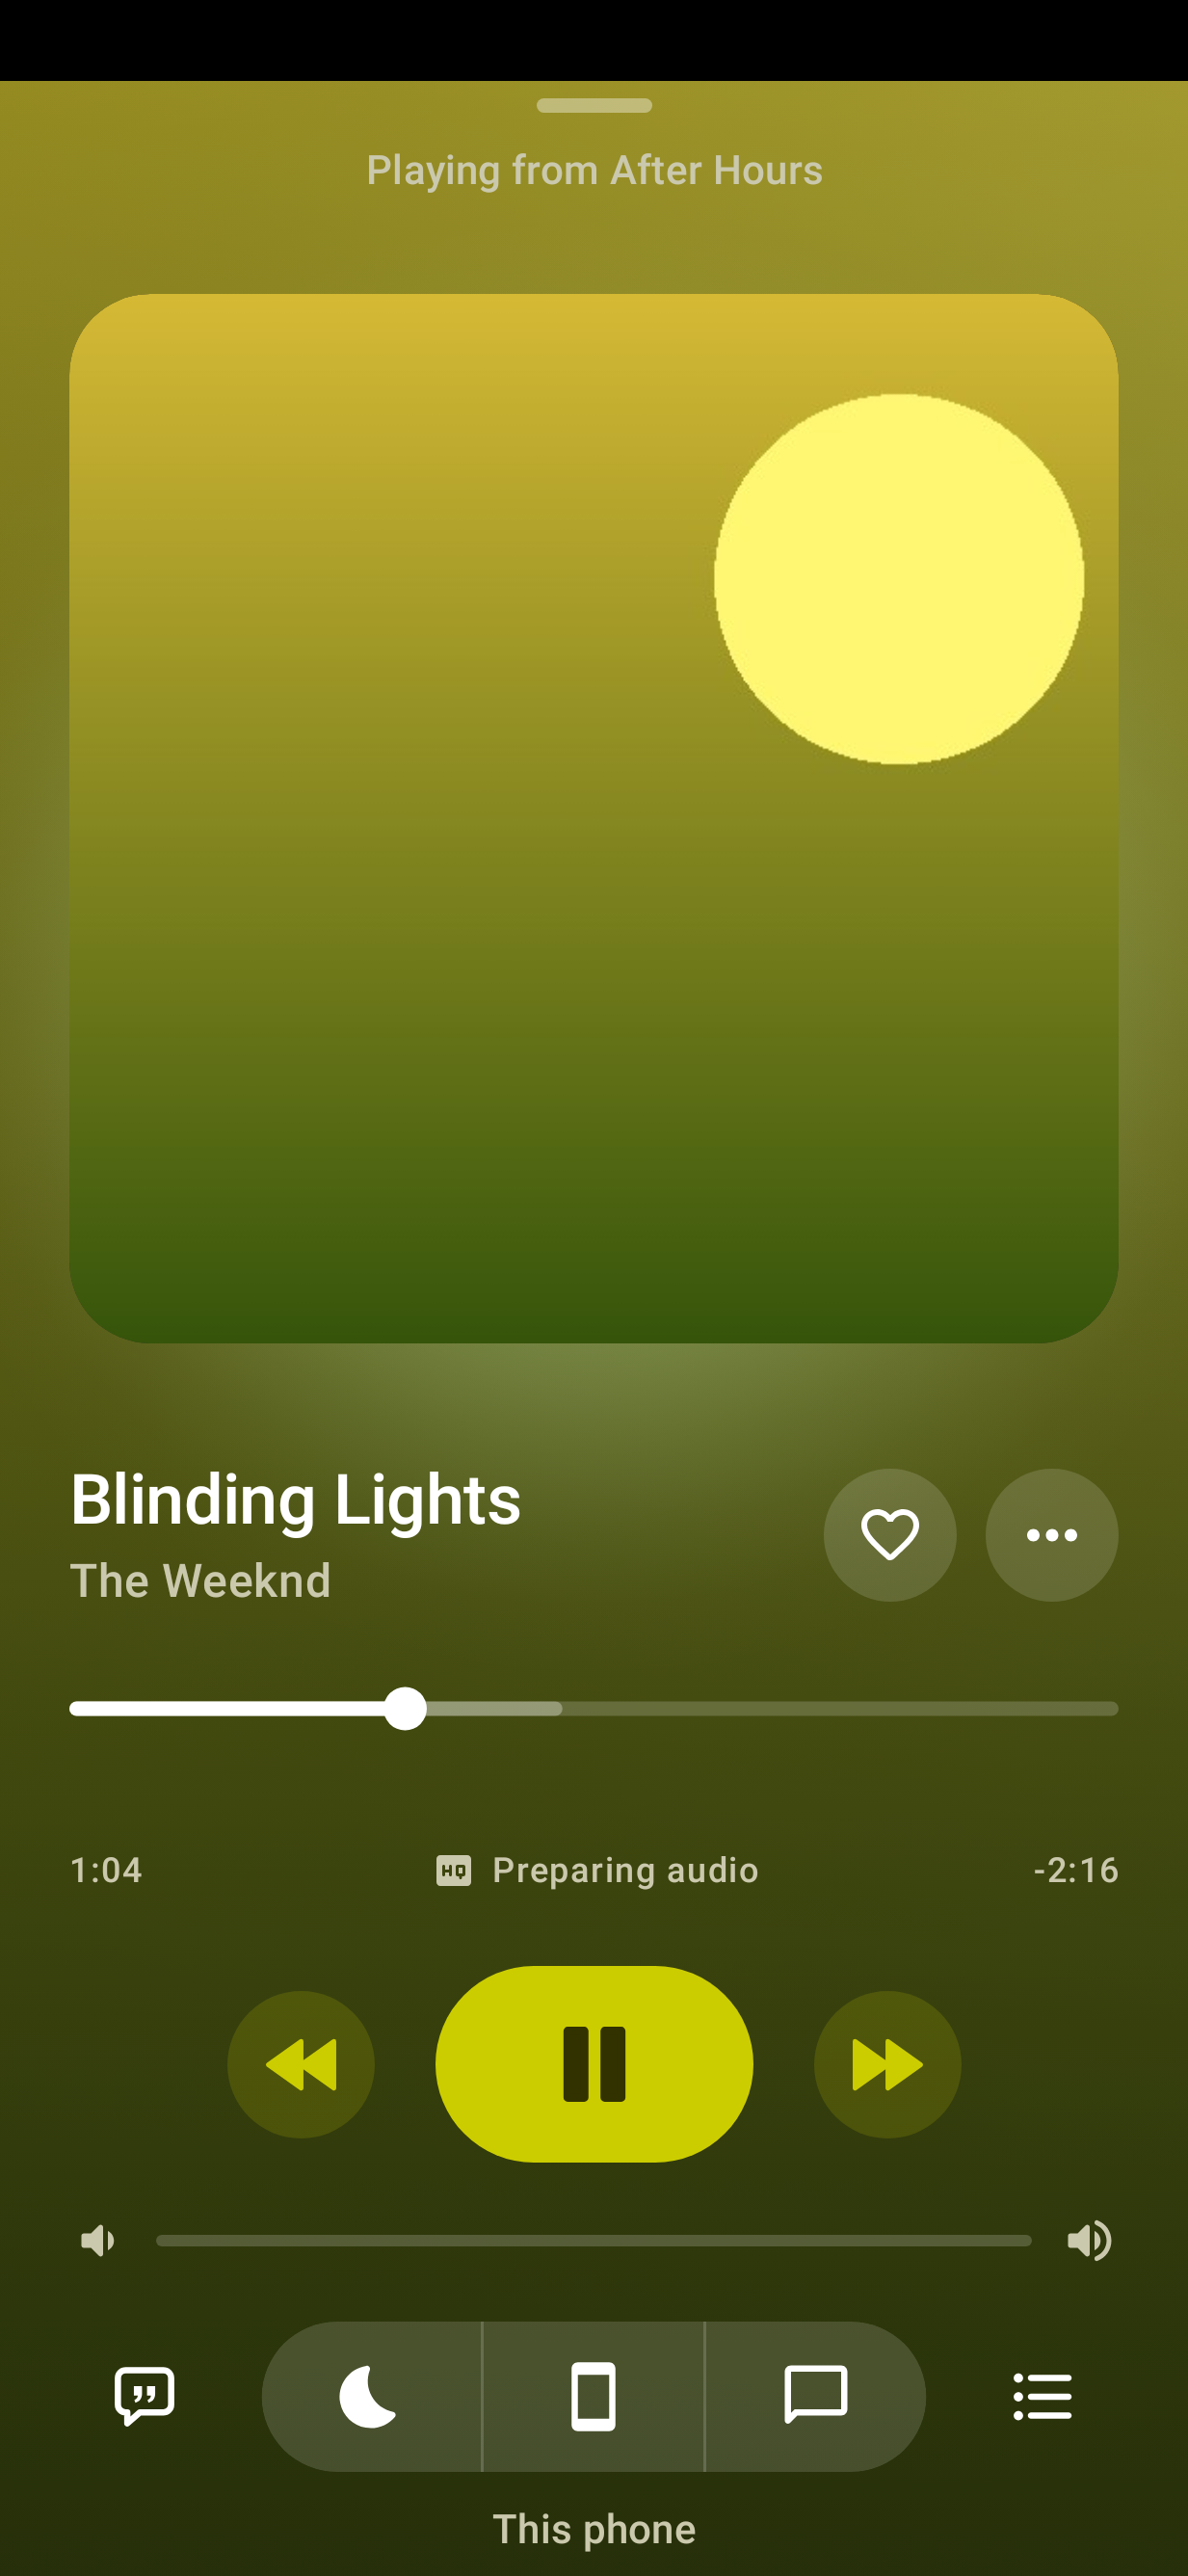 Playing from After Hours
Blinding Lights
The Weeknd
1:04
HQ Preparing audio
-2:16
This phone